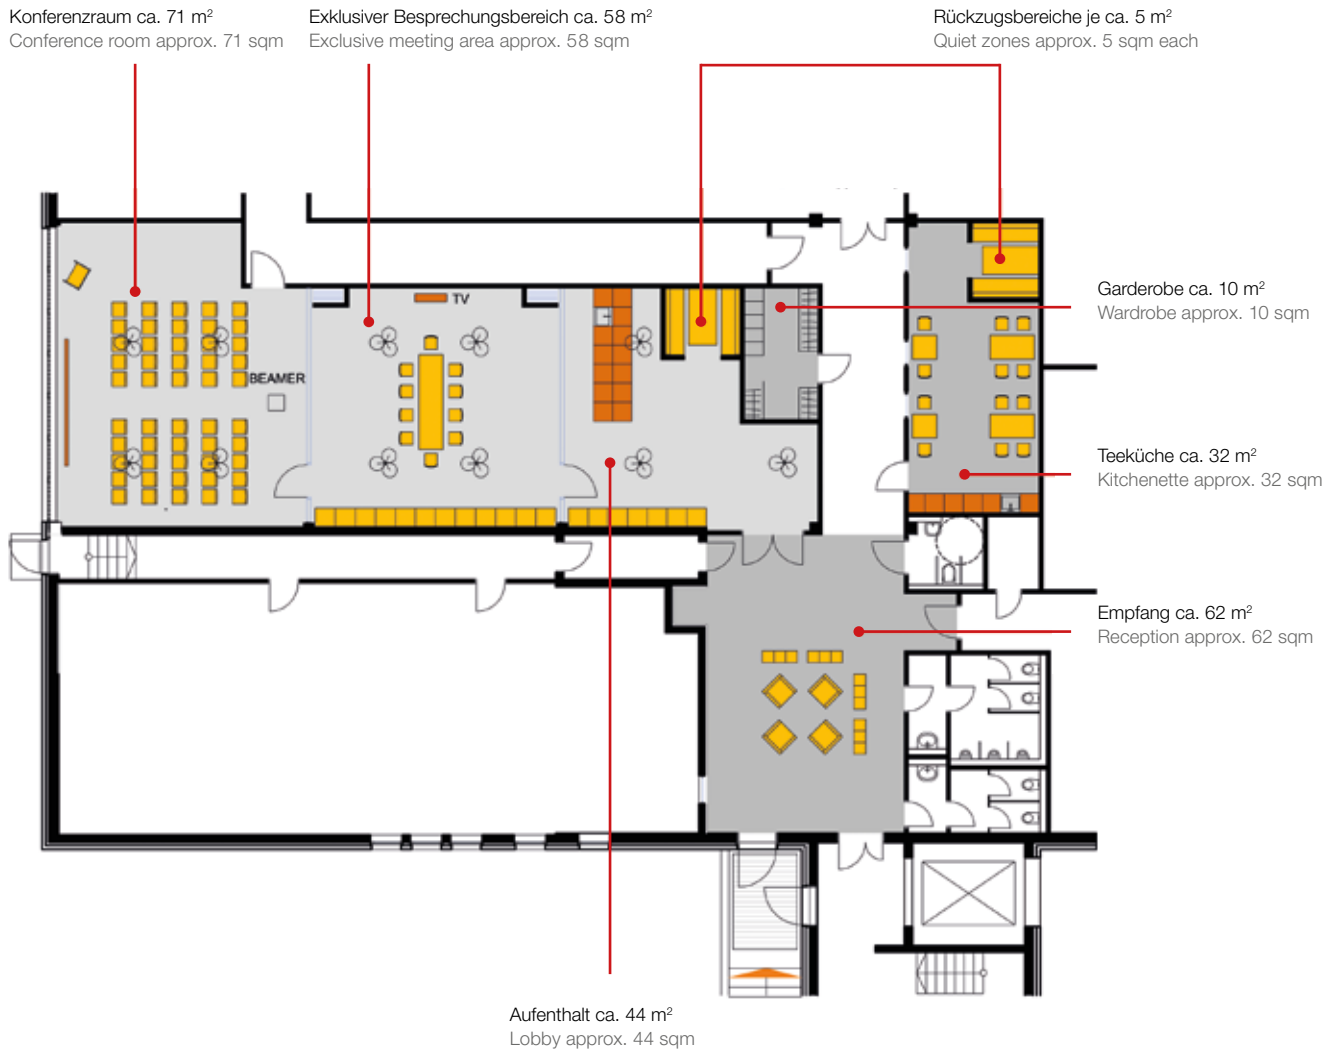 Konferenzraum ca. 71 m²
Conference room approx. 71 sqm
Exklusiver Besprechungsbereich ca. 58 m²
Exclusive meeting area approx. 58 sqm
Rückzugsbereiche je ca. 5 m²
Quiet zones approx. 5 sqm each
Garderobe ca. 10 m²
Wardrobe approx. 10 sqm
TV
BEAMER
Teeküche ca. 32 m²
Kitchenette approx. 32 sqm
Empfang ca. 62 m²
Reception approx. 62 sqm
Aufenthalt ca. 44 m²
Lobby approx. 44 sqm